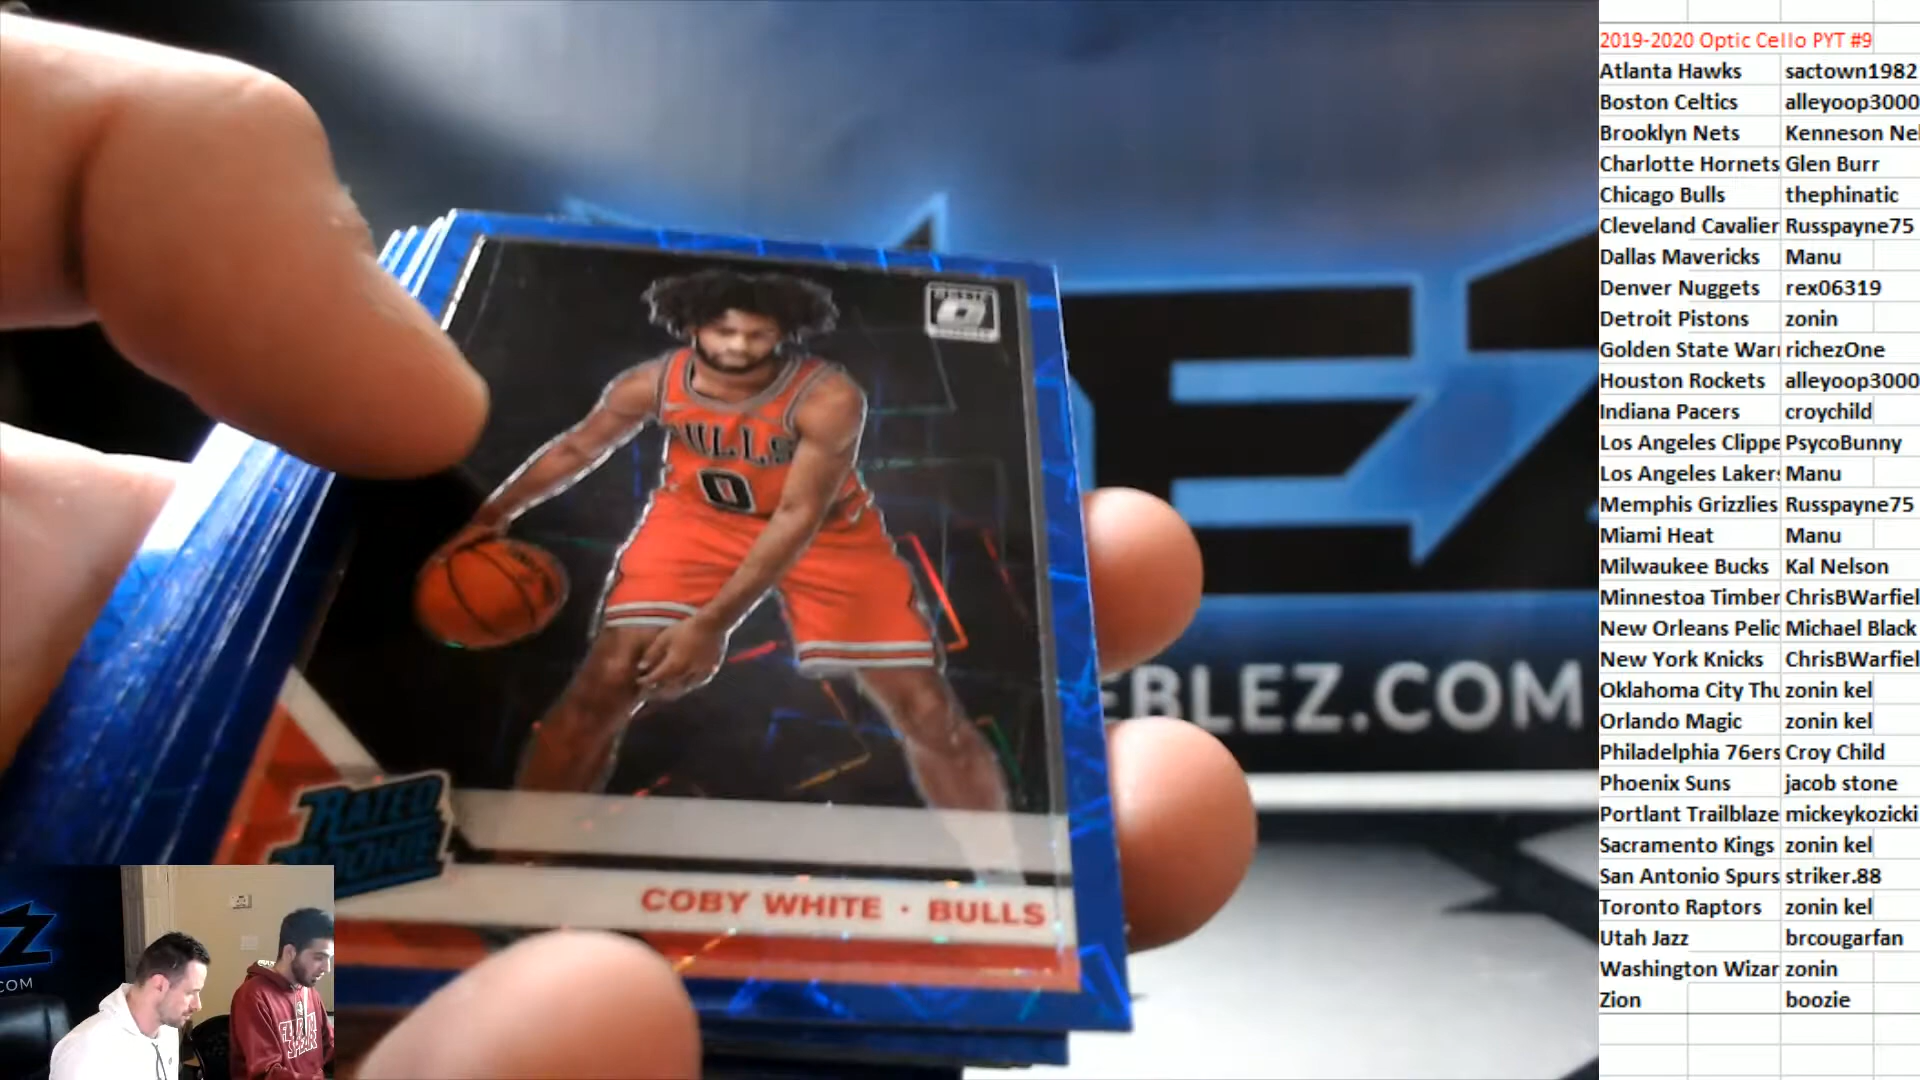 2019-2020 Optic Cello PYT #9
Atlanta Hawks sactown1982
Boston Celtics alleyoop3000
Brooklyn Nets Kenneson Nel
Charlotte Hornets Glen Burr
Chicago Bulls thephinatic
Cleveland Cavalier Russpayne75
Dallas Mavericks Manu
Denver Nuggets rex06319
Detroit Pistons zonin
Golden State Warr richezOne
Houston Rockets alleyoop3000
Indiana Pacers croychild
Los Angeles Clippe PsycoBunny
Los Angeles Lakers Manu
Memphis Grizzlies Russpayne75
Miami Heat Manu
Milwaukee Bucks Kal Nelson
Minnestoa Timber ChrisBWarfiel
New Orleans Pelic Michael Black
New York Knicks ChrisBWarfiel
Oklahoma City Thu zonin kel
Orlando Magic zonin kel
Philadelphia 76ers Croy Child
Phoenix Suns jacob stone
Portlant Trailblaze mickeykozicki
Sacramento Kings zonin kel
San Antonio Spurs striker.88
Toronto Raptors zonin kel
Utah Jazz brcougarfan
Washington Wizar zonin
Zion boozie
BULLS
0
RATED
ROOKIE
COBY WHITE · BULLS
EBLEZ.COM
Z
COM